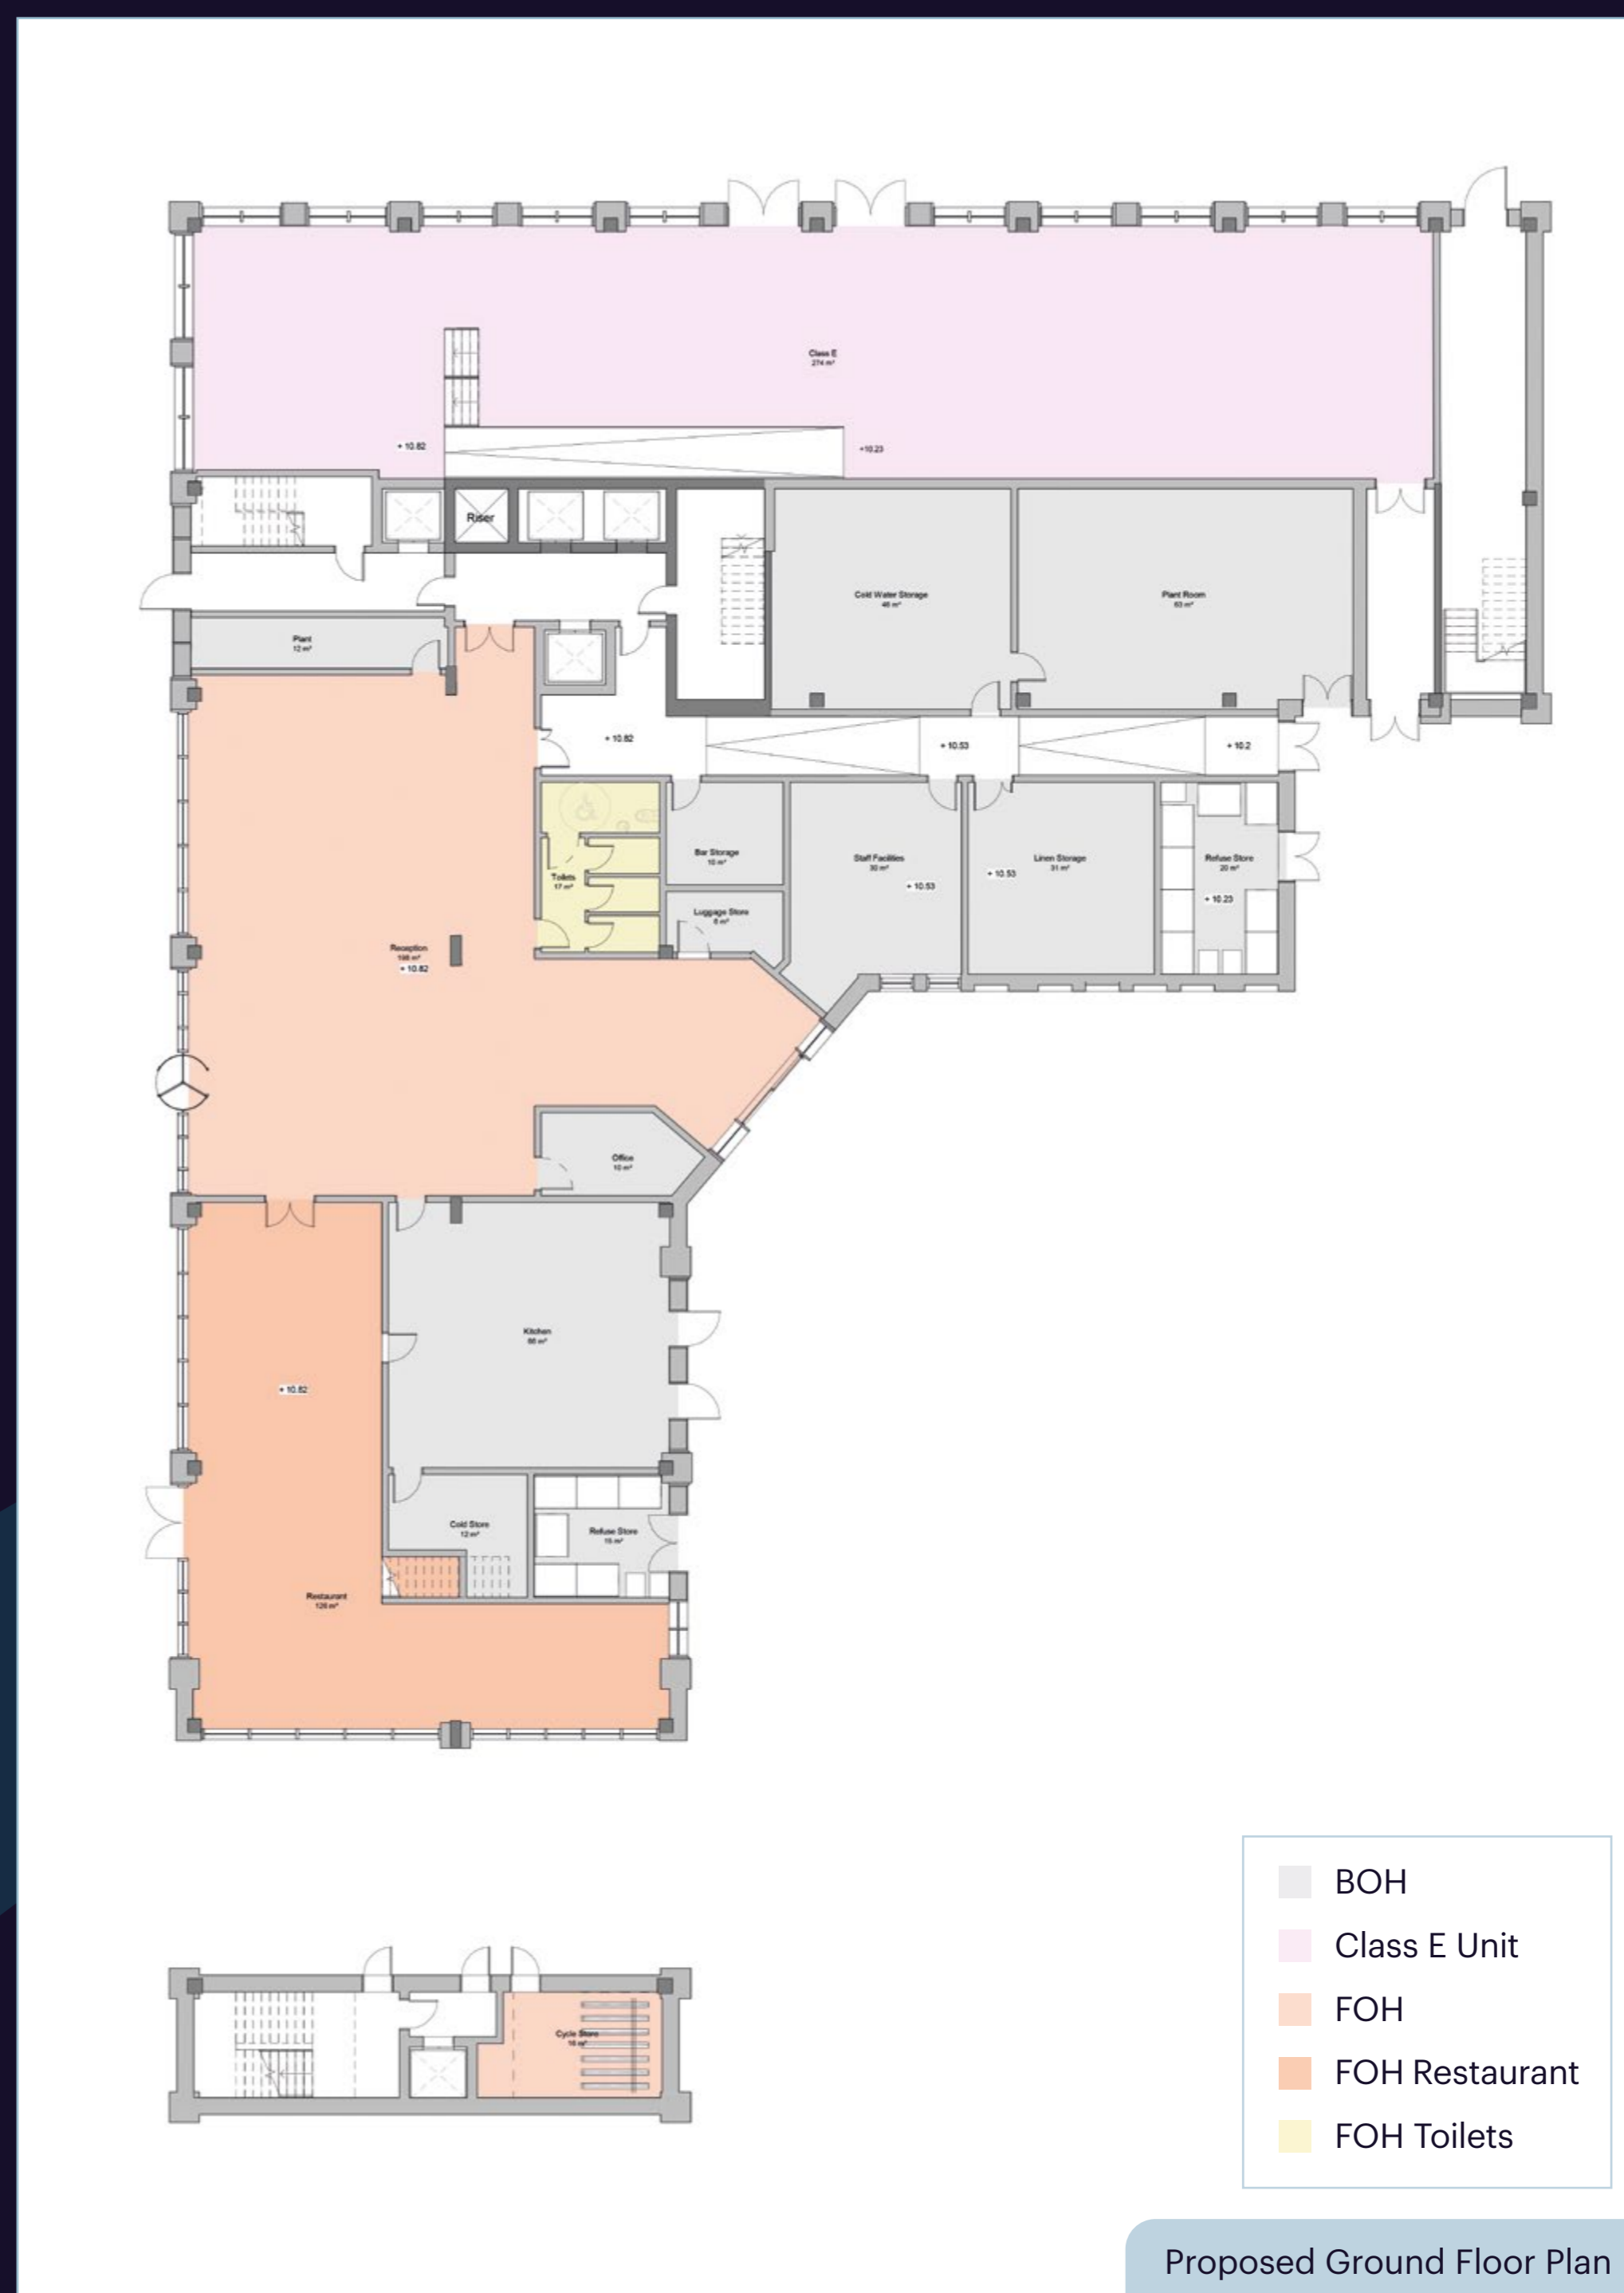 Class E
274 m²
+ 10.82
+10.23
Riser
Cold Water Storage
46 m²
Plant Room
63 m²
Plant
12 m²
+ 10.82
+ 10.53
+ 10.2
Bar Storage
10 m²
Staff Facilities
30 m²
+ 10.53
Linen Storage
31 m²
+ 10.53
Refuse Store
20 m²
+ 10.23
Toilets
17 m²
Luggage Store
Reception
+ 10.82
Office
10 m²
Kitchen
+ 10.82
Cold Store
12 m²
Refuse Store
15 m²
Restaurant
Cycle Store
BOH
Class E Unit
FOH
FOH Restaurant
FOH Toilets
Proposed Ground Floor Plan